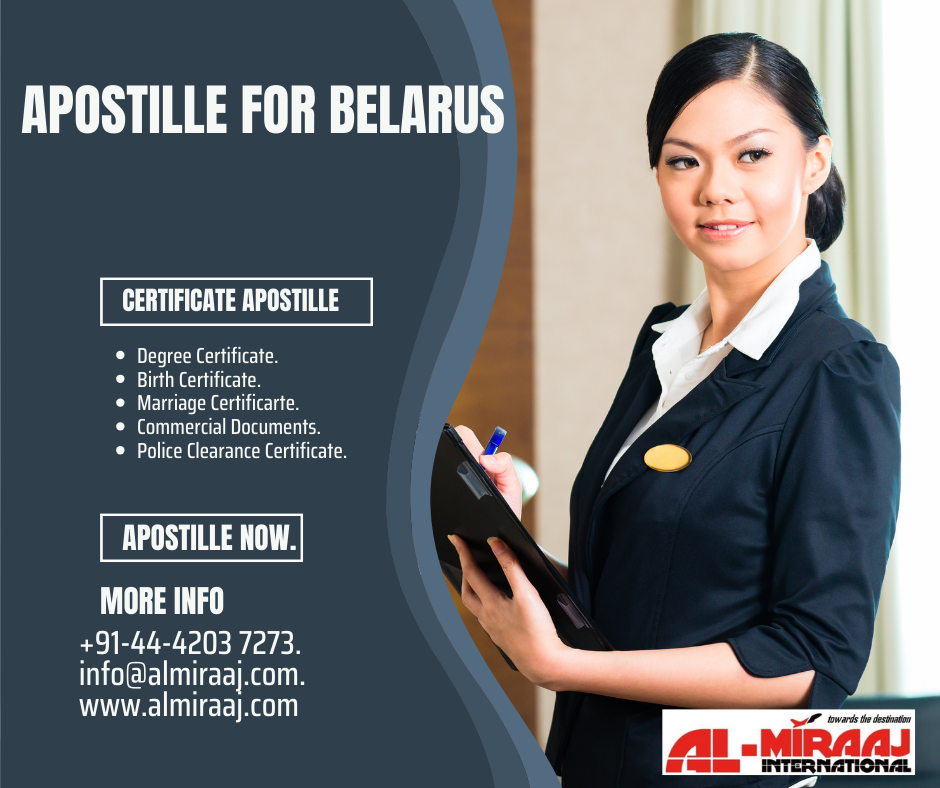 APOSTILLE FOR BELARUS
CERTIFICATE APOSTILLE
Degree Certificate.
Birth Certificate.
Marriage Certificarte.
Commercial Documents.
Police Clearance Certificate.
APOSTILLE NOW.
MORE INFO
+91-44-4203 7273.
info@almiraaj.com.
www.almiraaj.com
towards the destination
AL-MIRAAJ
INTERNATIONAL